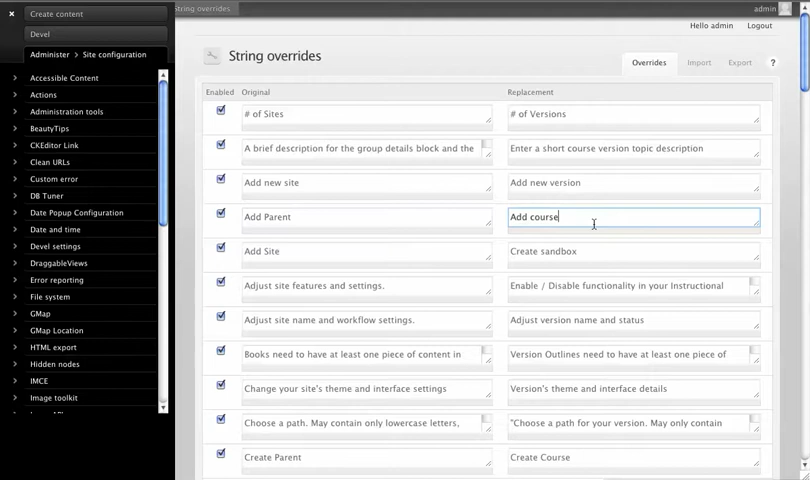 Create content
String overrides
admin
Devel
Hello admin
Logout
Administer > Site configuration
String overrides
Overrides
Import
Export
?
Accessible Content
Actions
Administration tools
BeautyTips
CKEditor Link
Clean URLs
Custom error
DB Tuner
Date Popup Configuration
Date and time
Devel settings
DraggableViews
Error reporting
File system
GMap
GMap Location
HTML export
Hidden nodes
IMCE
Image toolkit
Enabled Original Replacement
# of Sites # of Versions
A brief description for the group details block and the Enter a short course version topic description
Add new site Add new version
Add Parent Add course
Add Site Create sandbox
Adjust site features and settings. Enable / Disable functionality in your Instructional
Adjust site name and workflow settings. Adjust version name and status
Books need to have at least one piece of content in Version Outlines need to have at least one piece of
Change your site's theme and interface settings Version's theme and interface details
Choose a path. May contain only lowercase letters, "Choose a path for your version. May only contain
Create Parent Create Course